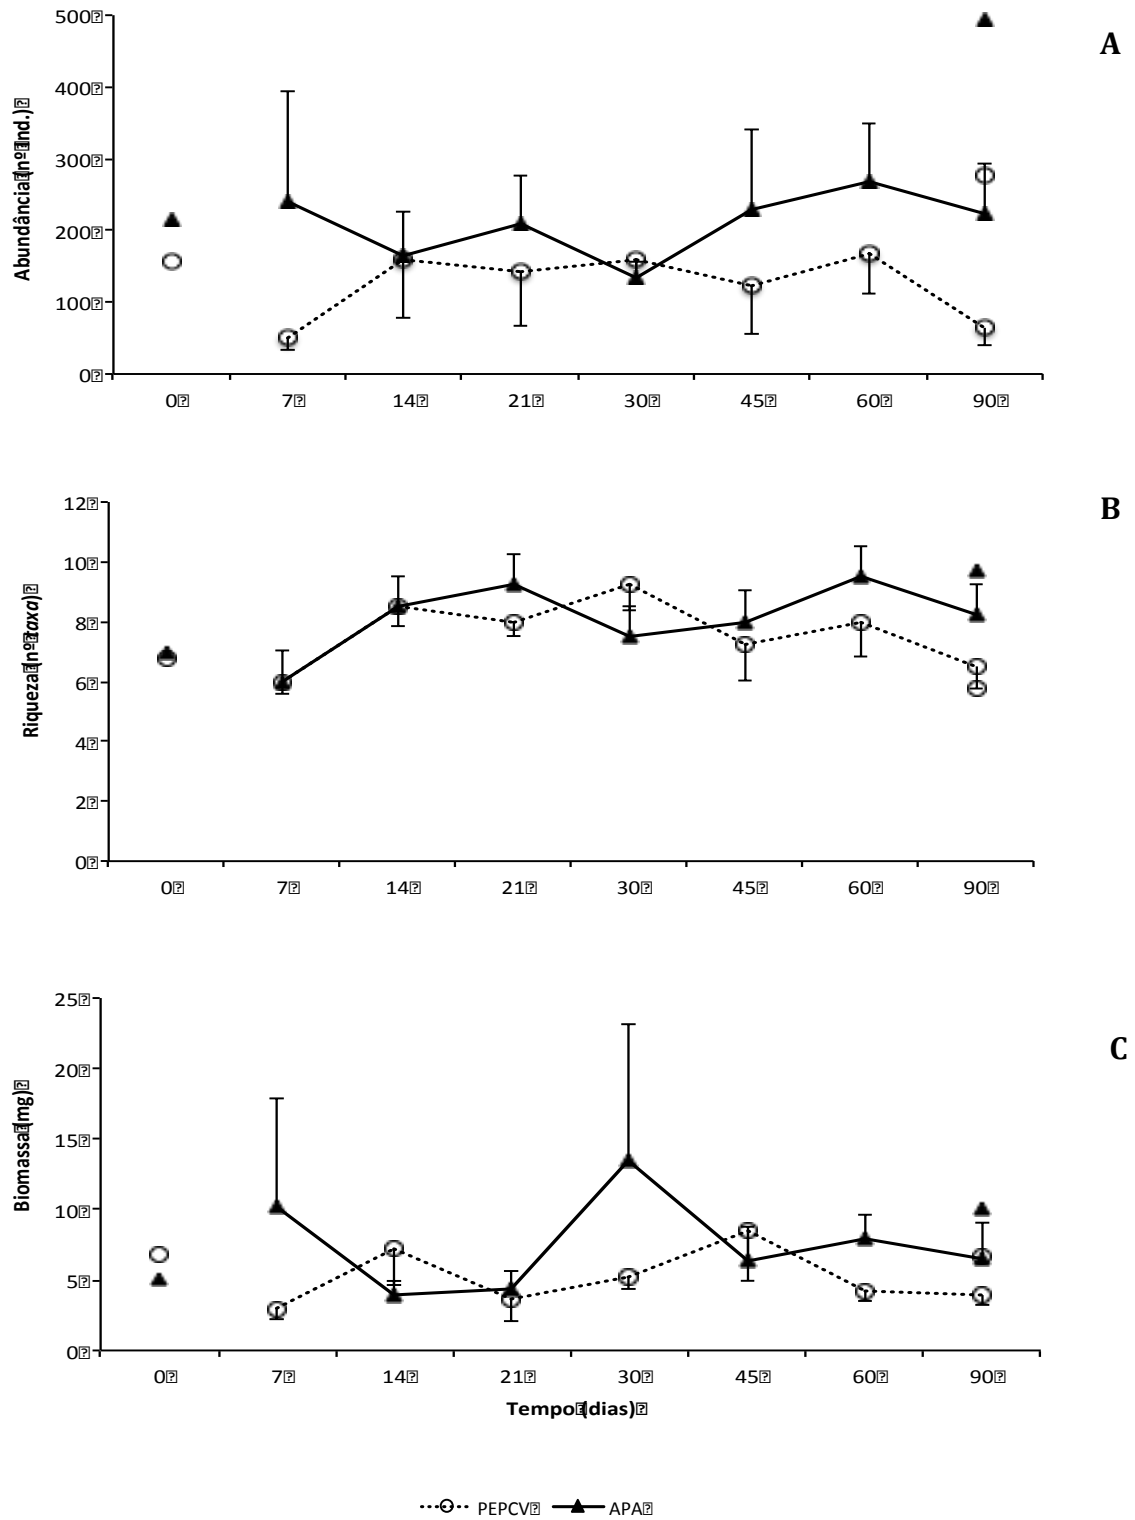 A
Abundância (nº ind.)
500
400
300
200
100
0
0 7 14 21 30 45 60 90
B
Riqueza (nº taxa)
12
10
8
6
4
2
0
0 7 14 21 30 45 60 90
C
Biomassa (mg)
25
20
15
10
5
0
0 7 14 21 30 45 60 90
Tempo (dias)
PEPCV APA